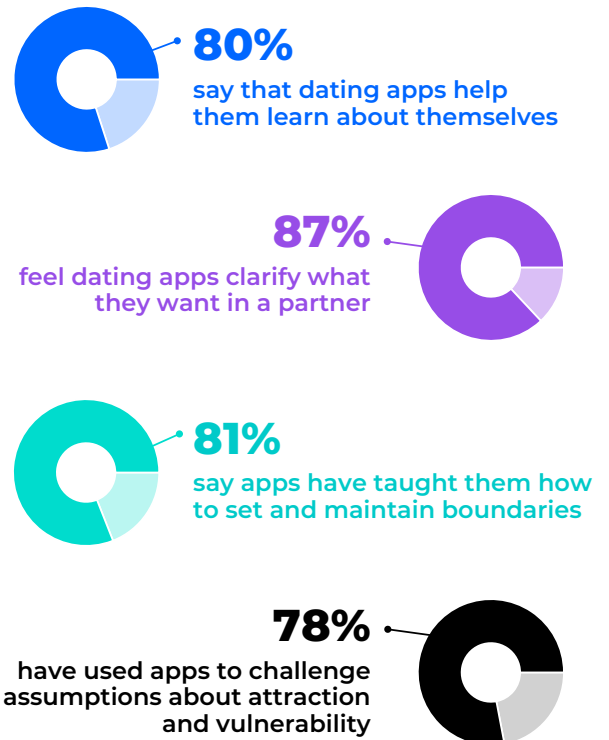 80%
say that dating apps help
them learn about themselves
87%
feel dating apps clarify what
they want in a partner
81%
say apps have taught them how
to set and maintain boundaries
78%
have used apps to challenge
assumptions about attraction
and vulnerability